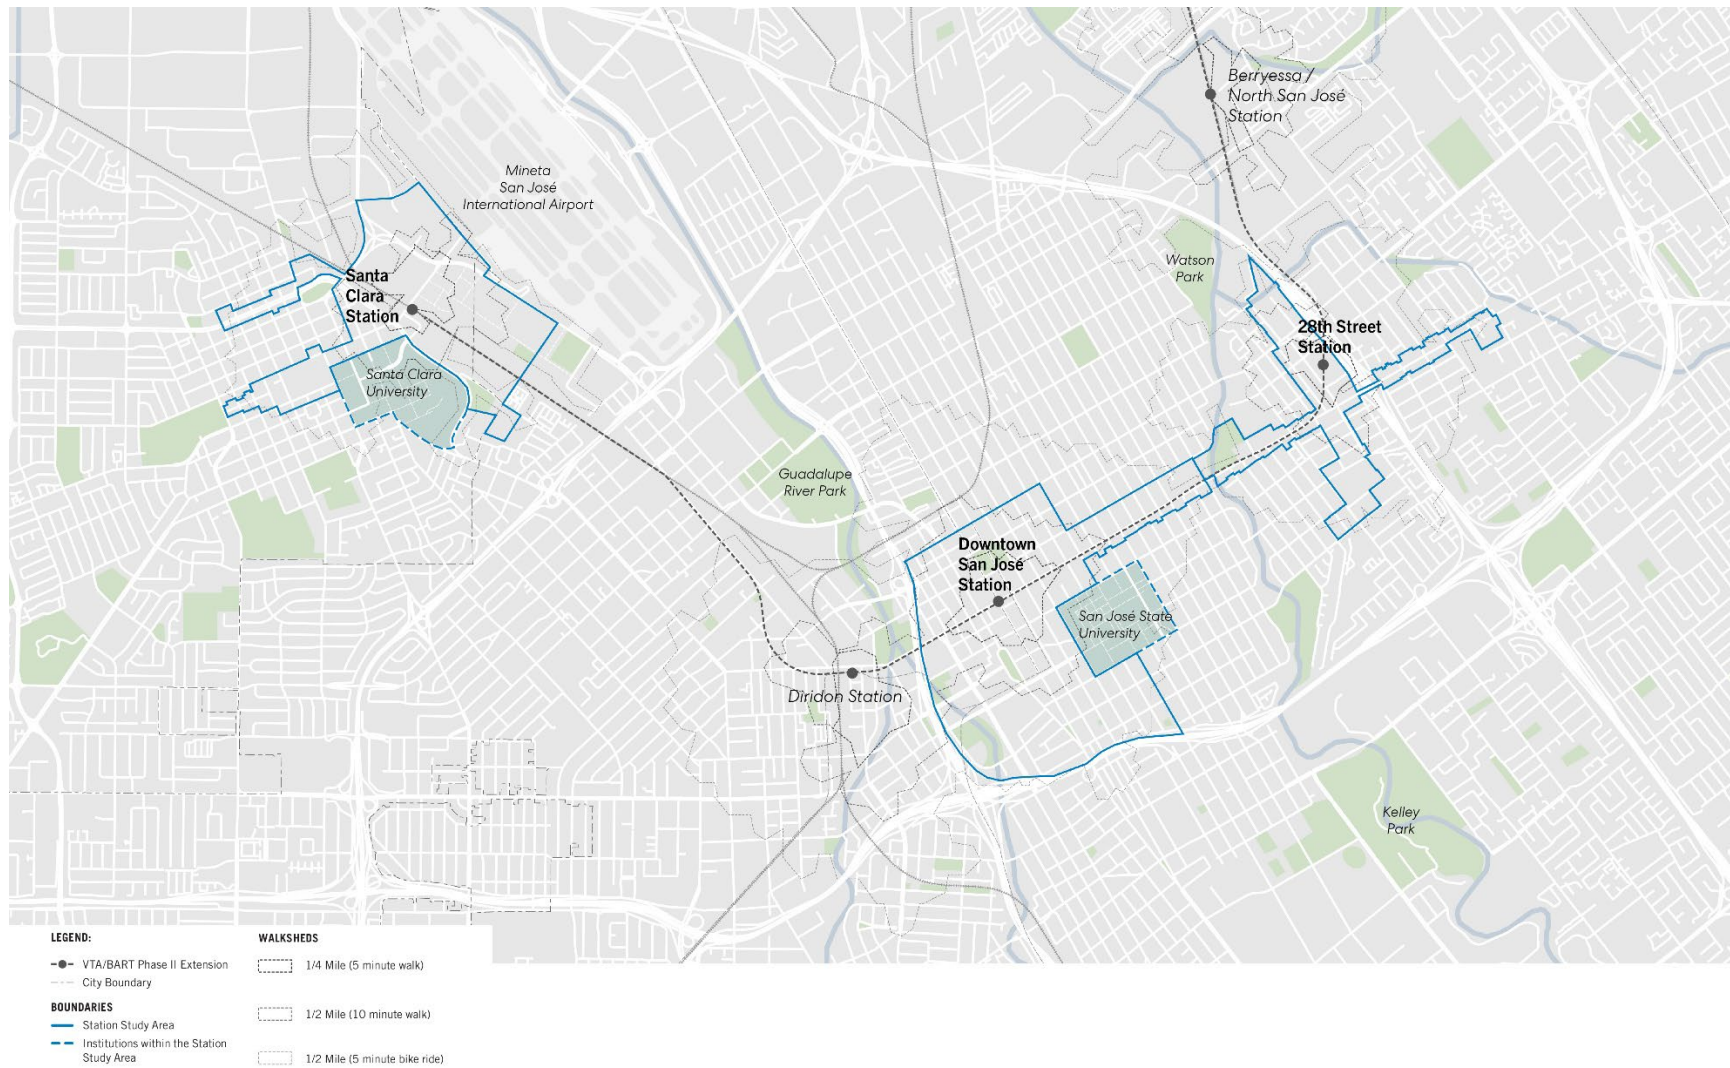 Berryessa /
North San José
Station
Mineta
San José
International Airport
Watson
Park
Santa
Clara
Station
28th Street
Station
Santa Clara
University
Guadalupe
River Park
Downtown
San José
Station
San José State
University
Diridon Station
Kelley
Park
LEGEND:
VTA/BART Phase II Extension
City Boundary
BOUNDARIES
Station Study Area
Institutions within the Station
Study Area
WALKSHEDS
1/4 Mile (5 minute walk)
1/2 Mile (10 minute walk)
1/2 Mile (5 minute bike ride)